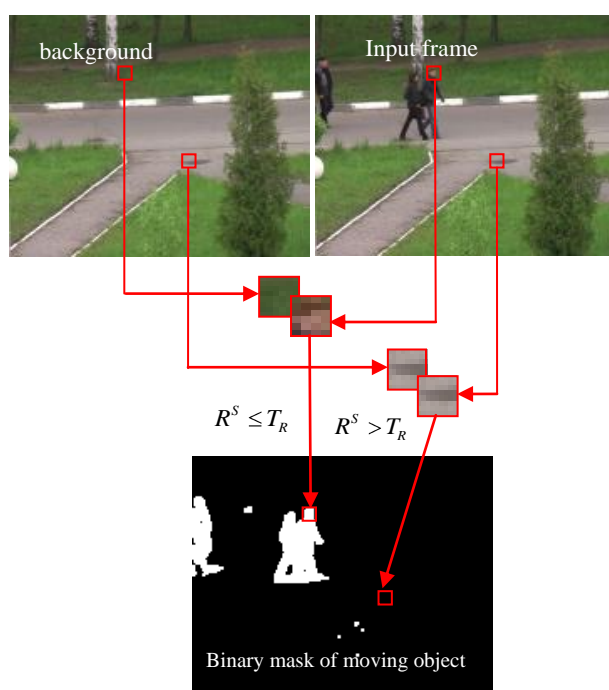 background
Input frame
R^S ≤ T_R
R^S > T_R
Binary mask of moving object